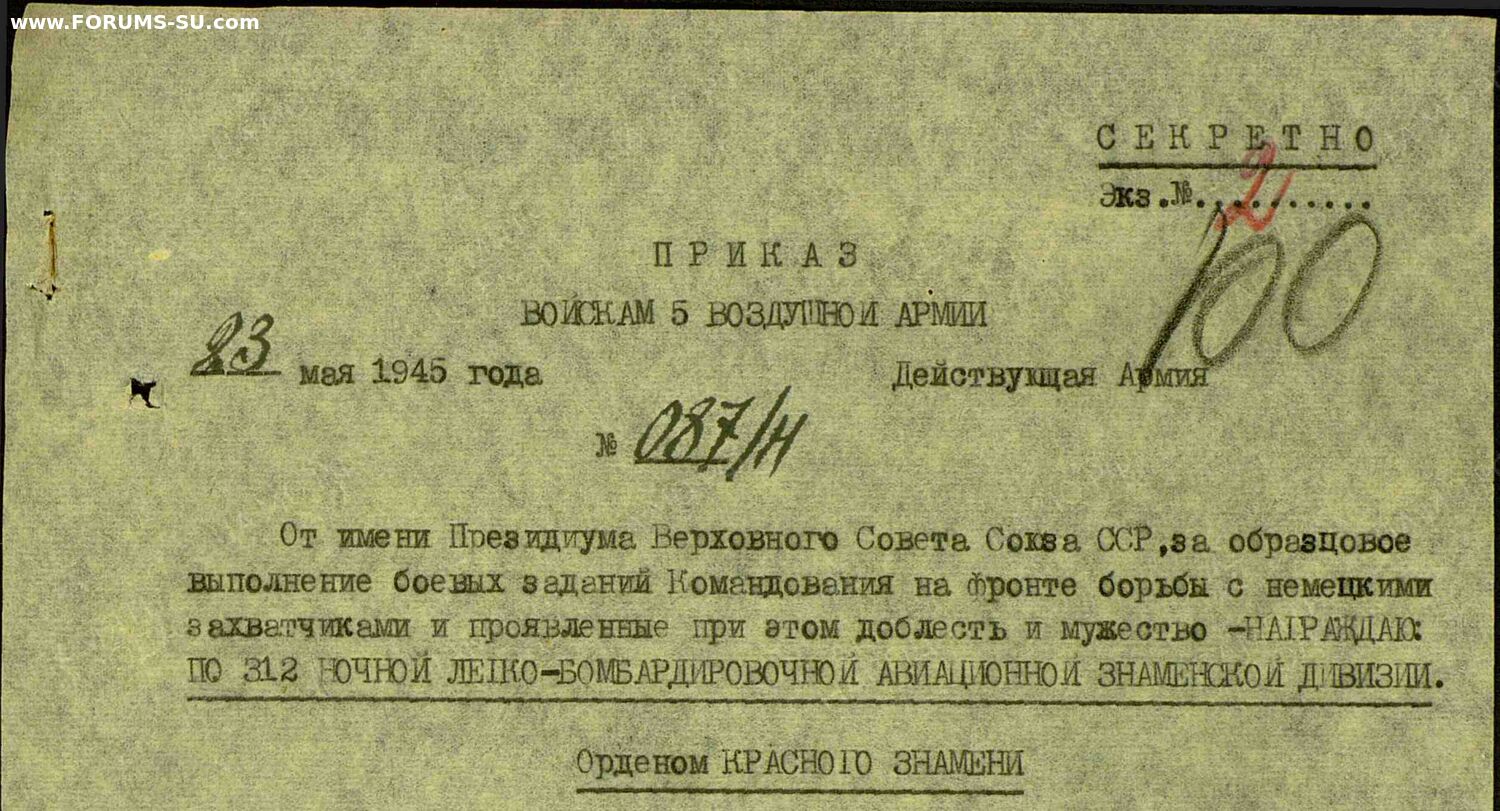 www.FORUMS-SU.com
С Е К Р Е Т Н О
Экз.№...2........
100
П Р И К А З
ВОЙСКАМ 5 ВОЗДУШНОЙ АРМИИ
23 мая 1945 года Действующая Армия
№ 087/н
От имени Президиума Верховного Совета Союза ССР,за образцовое
выполнение боевых заданий Командования на фронте борьбы с немецкими
захватчиками и проявленные при этом доблесть и мужество -НАГРАЖДАЮ:
ПО 312 НОЧНОЙ ЛЕГКО-БОМБАРДИРОВОЧНОЙ АВИАЦИОННОЙ ЗНАМЕНСКОЙ ДИВИЗИИ.
Орденом КРАСНОГО ЗНАМЕНИ